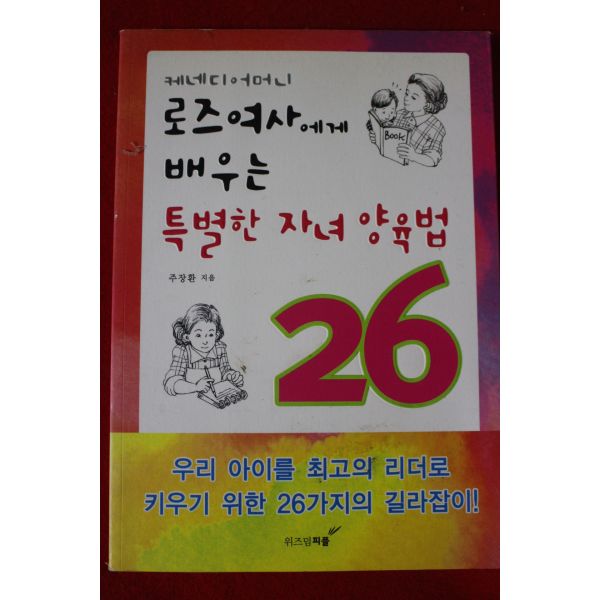 케네디어머니
로즈여사에게
BOOK
배우는
특별한 자녀 양육법
주장환 지음
26
우리 아이를 최고의 리더로
키우기 위한 26가지의 길라잡이!
위즈덤피플